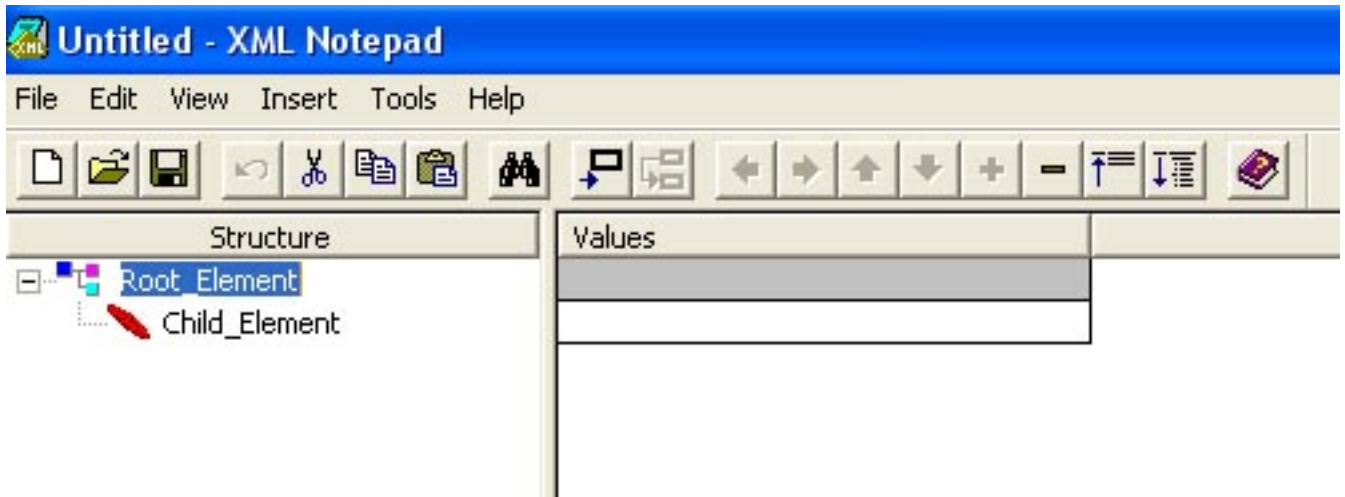 Untitled - XML Notepad
File Edit View Insert Tools Help
Structure Values
Root_Element
Child_Element